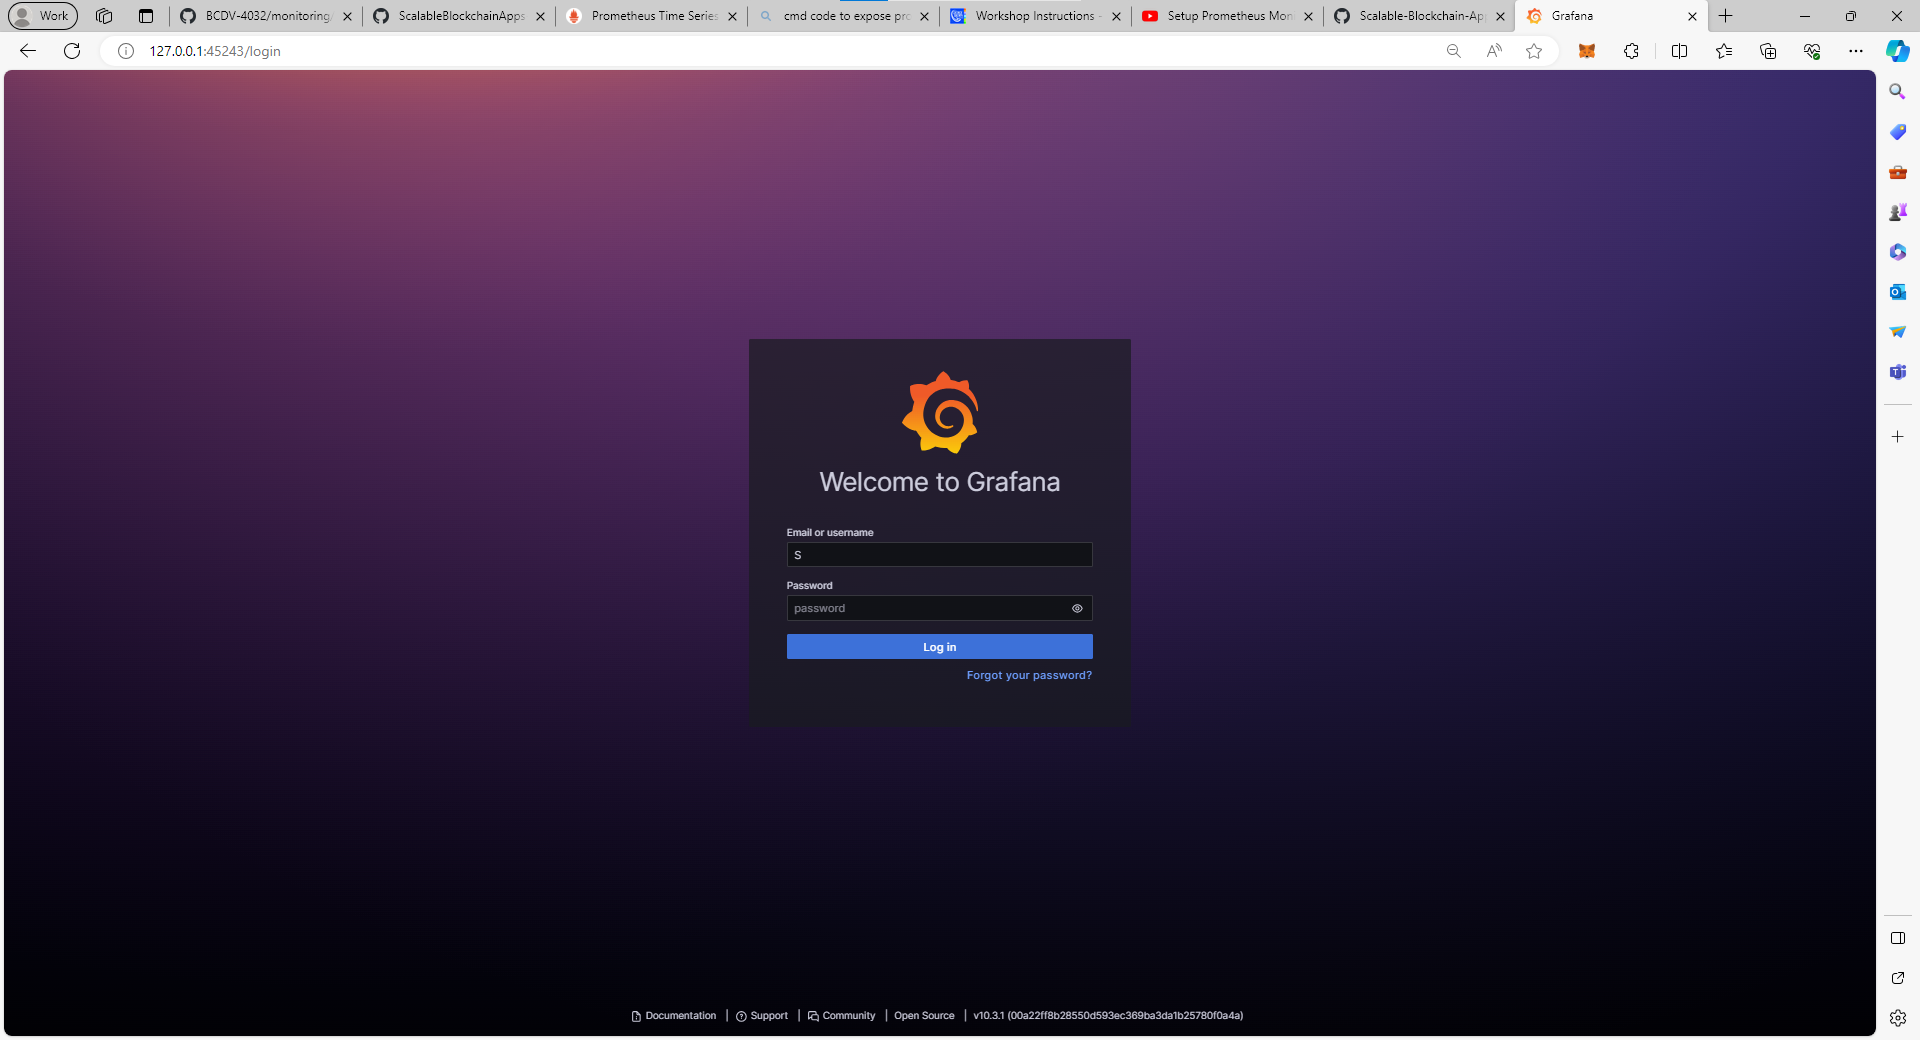 Work
BCDV-4032/monitoring/
ScalableBlockchainApps
Prometheus Time Series
cmd code to expose pro
Workshop Instructions -
Setup Prometheus Moni
Scalable-Blockchain-App
Grafana
127.0.0.1:45243/login
Welcome to Grafana
Email or username
S
Password
password
Log in
Forgot your password?
Documentation | Support | Community | Open Source | v10.3.1 (00a22ff8b28550d593ec369ba3da1b25780f0a4a)